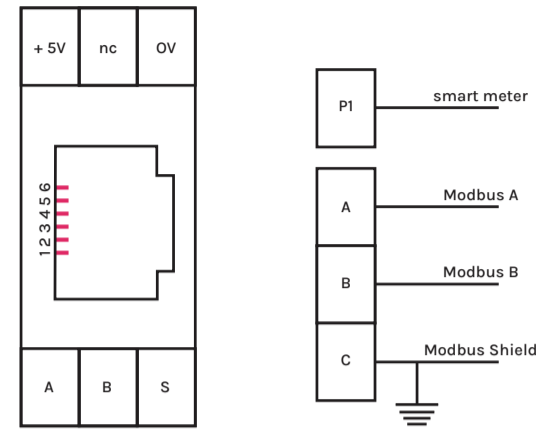 + 5V nc 0V
1 2 3 4 5 6
A B S
P1 smart meter
A Modbus A
B Modbus B
C Modbus Shield